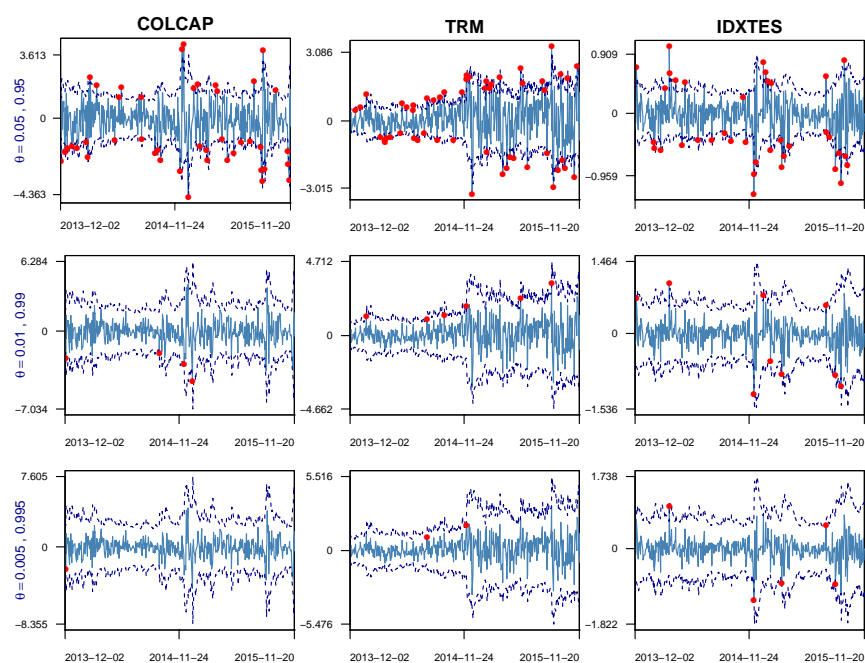 COLCAP TRM IDXTES
θ = 0.05 , 0.95
3.613 0 −4.363
3.086 0 −3.015
0.909 0 −0.959
2013−12−02 2014−11−24 2015−11−20 2013−12−02 2014−11−24 2015−11−20 2013−12−02 2014−11−24 2015−11−20
θ = 0.01 , 0.99
6.284 0 −7.034
4.712 0 −4.662
1.464 0 −1.536
2013−12−02 2014−11−24 2015−11−20 2013−12−02 2014−11−24 2015−11−20 2013−12−02 2014−11−24 2015−11−20
θ = 0.005 , 0.995
7.605 0 −8.355
5.516 0 −5.476
1.738 0 −1.822
2013−12−02 2014−11−24 2015−11−20 2013−12−02 2014−11−24 2015−11−20 2013−12−02 2014−11−24 2015−11−20